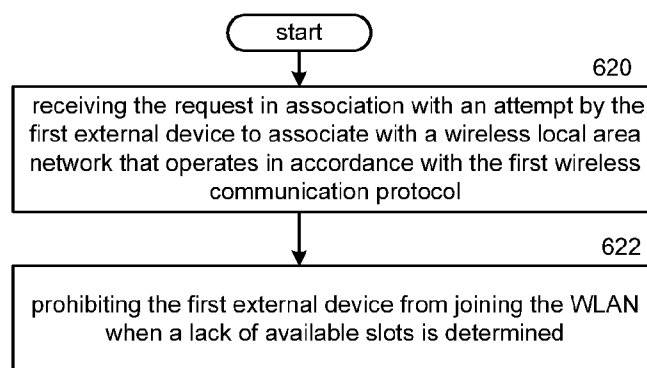 start
620
receiving the request in association with an attempt by the
first external device to associate with a wireless local area
network that operates in accordance with the first wireless
communication protocol
622
prohibiting the first external device from joining the WLAN
when a lack of available slots is determined